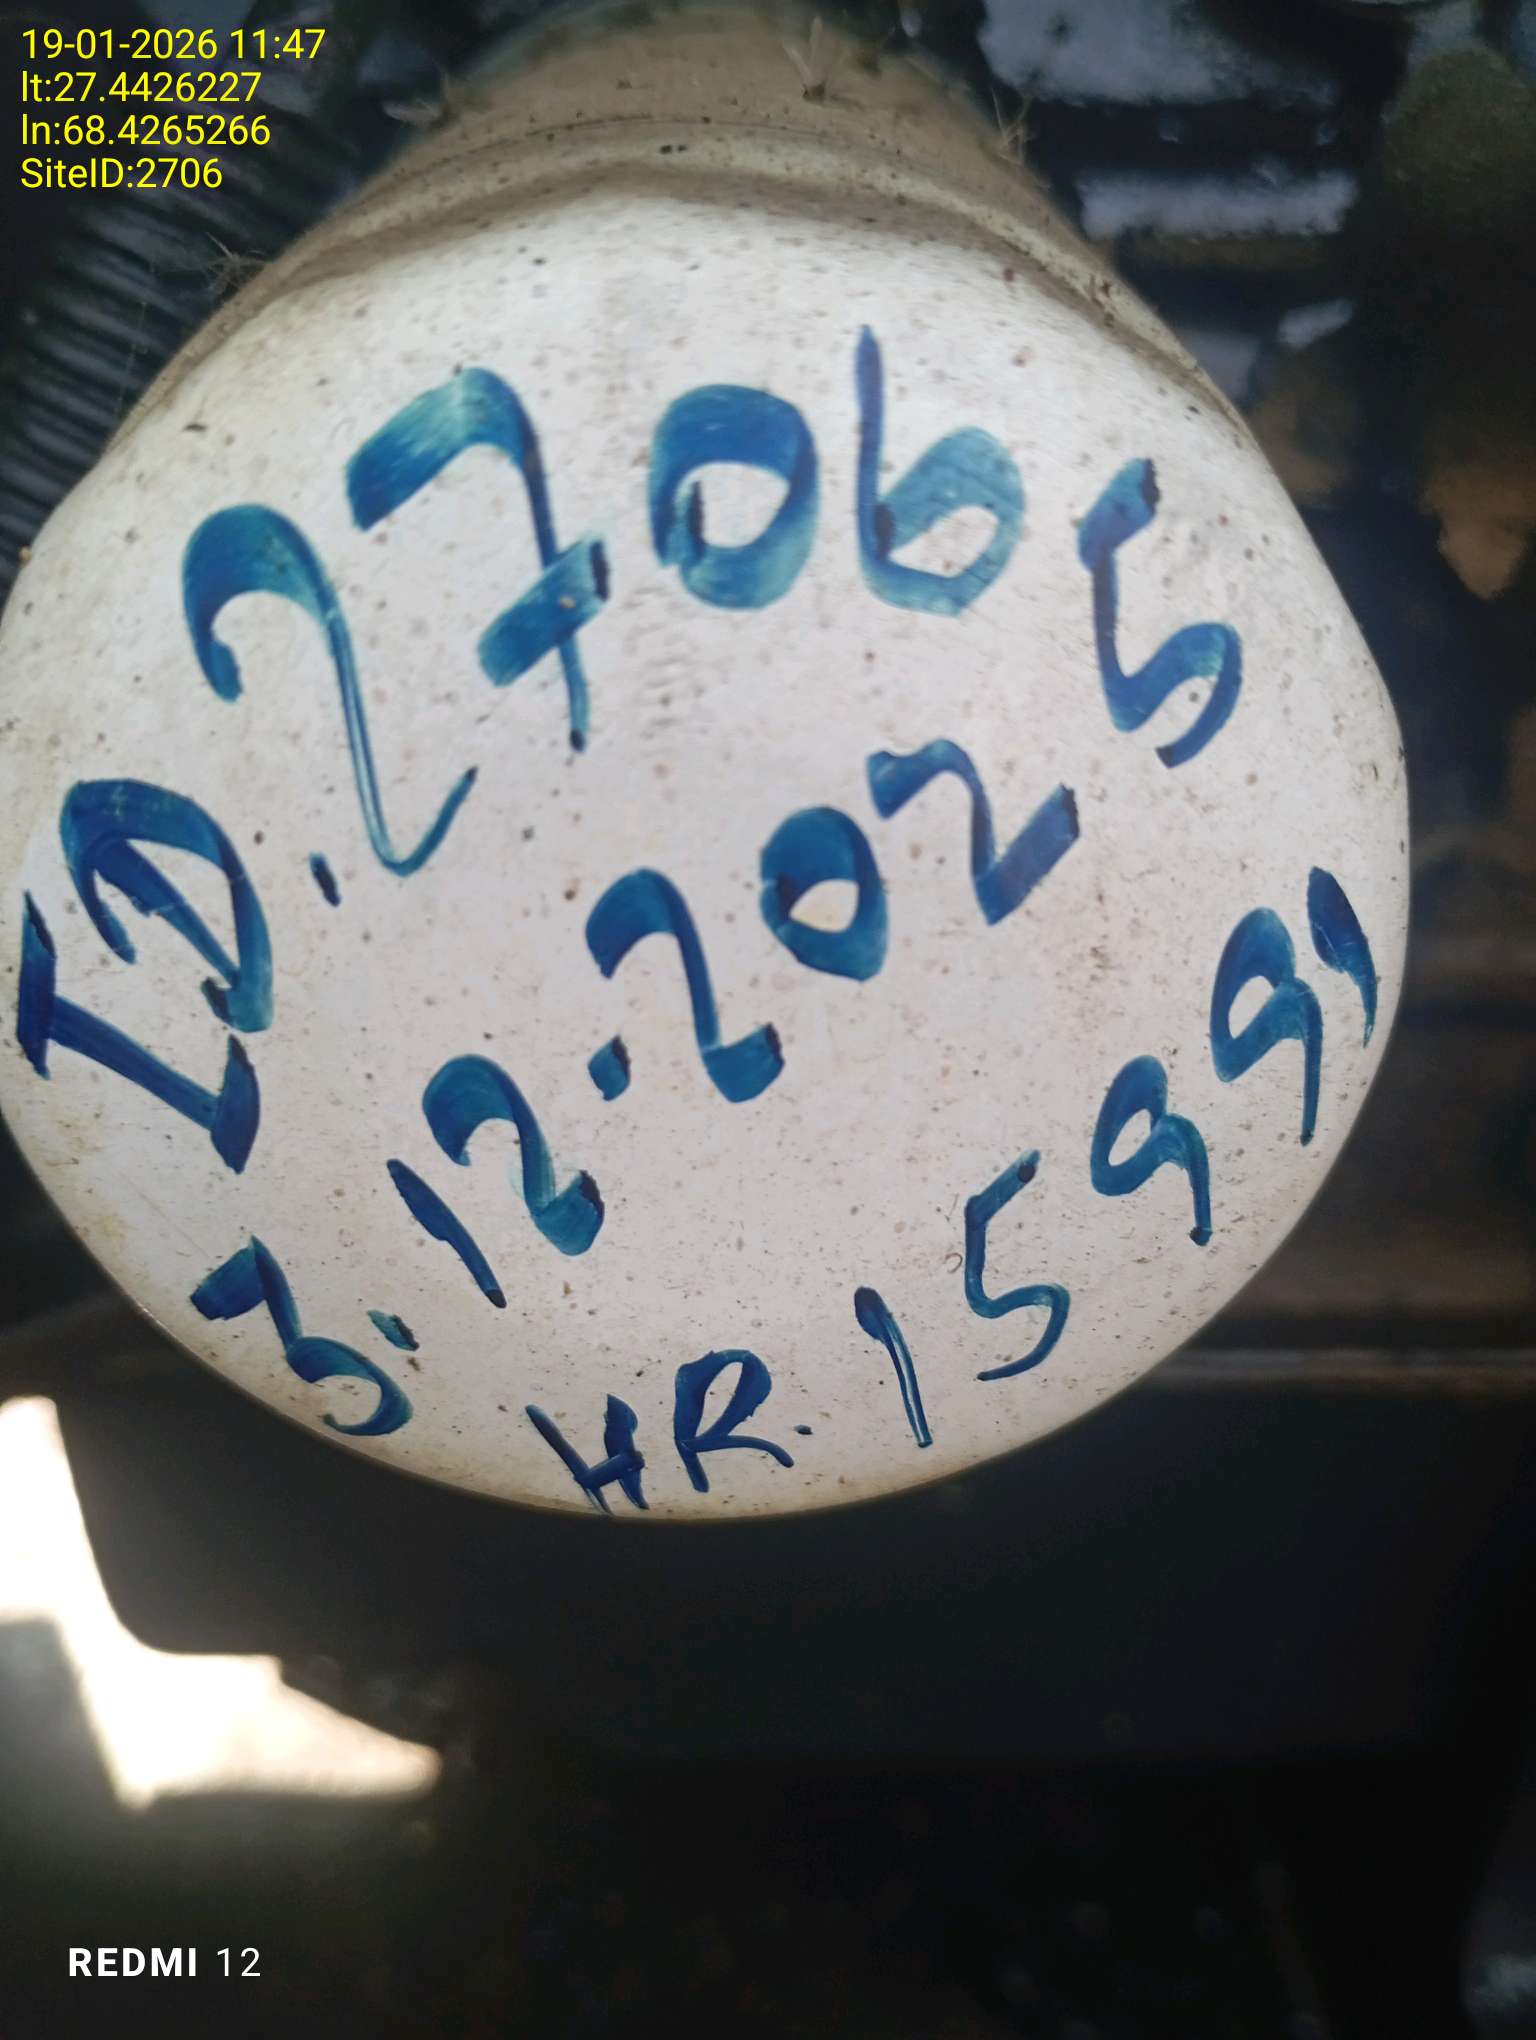 19-01-2026 11:47
lt:27.4426227
ln:68.4265266
SiteID:2706
ID.2706
3.12.2025
HR.15991
REDMI 12